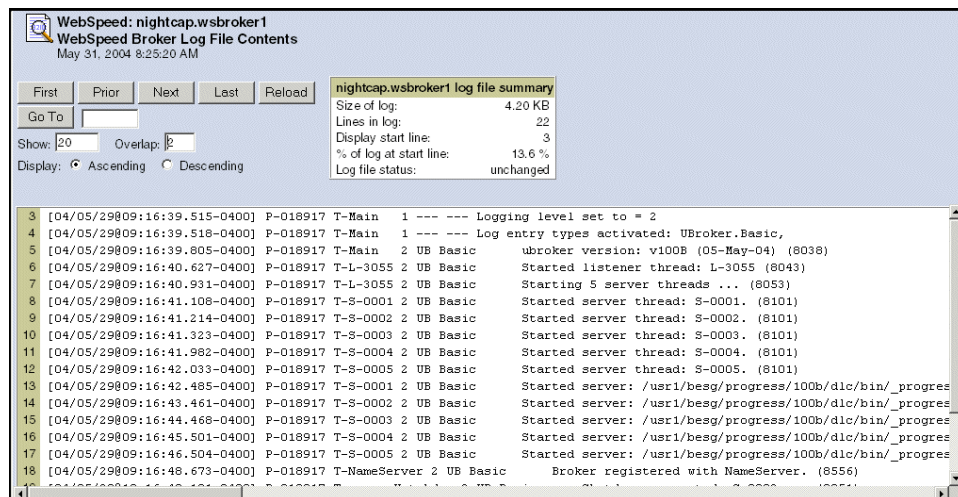 WebSpeed: nightcap.wsbroker1
WebSpeed Broker Log File Contents
May 31, 2004 8:25:20 AM
First Prior Next Last Reload
Go To
Show: 20 Overlap: 2
Display: Ascending Descending
nightcap.wsbroker1 log file summary
Size of log: 4.20 KB
Lines in log: 22
Display start line: 3
% of log at start line: 13.6 %
Log file status: unchanged
3 [04/05/29@09:16:39.515-0400] P-018917 T-Main 1 --- --- Logging level set to = 2
4 [04/05/29@09:16:39.518-0400] P-018917 T-Main 1 --- --- Log entry types activated: UBroker.Basic,
5 [04/05/29@09:16:39.805-0400] P-018917 T-Main 2 UB Basic ubroker version: v100B (05-May-04) (8038)
6 [04/05/29@09:16:40.627-0400] P-018917 T-L-3055 2 UB Basic Started listener thread: L-3055 (8043)
7 [04/05/29@09:16:40.931-0400] P-018917 T-L-3055 2 UB Basic Starting 5 server threads ... (8053)
8 [04/05/29@09:16:41.108-0400] P-018917 T-S-0001 2 UB Basic Started server thread: S-0001. (8101)
9 [04/05/29@09:16:41.214-0400] P-018917 T-S-0002 2 UB Basic Started server thread: S-0002. (8101)
10 [04/05/29@09:16:41.323-0400] P-018917 T-S-0003 2 UB Basic Started server thread: S-0003. (8101)
11 [04/05/29@09:16:41.982-0400] P-018917 T-S-0004 2 UB Basic Started server thread: S-0004. (8101)
12 [04/05/29@09:16:42.033-0400] P-018917 T-S-0005 2 UB Basic Started server thread: S-0005. (8101)
13 [04/05/29@09:16:42.485-0400] P-018917 T-S-0001 2 UB Basic Started server: /usr1/besg/progress/100b/dlc/bin/_progres
14 [04/05/29@09:16:43.461-0400] P-018917 T-S-0002 2 UB Basic Started server: /usr1/besg/progress/100b/dlc/bin/_progres
15 [04/05/29@09:16:44.468-0400] P-018917 T-S-0003 2 UB Basic Started server: /usr1/besg/progress/100b/dlc/bin/_progres
16 [04/05/29@09:16:45.501-0400] P-018917 T-S-0004 2 UB Basic Started server: /usr1/besg/progress/100b/dlc/bin/_progres
17 [04/05/29@09:16:46.504-0400] P-018917 T-S-0005 2 UB Basic Started server: /usr1/besg/progress/100b/dlc/bin/_progres
18 [04/05/29@09:16:48.673-0400] P-018917 T-NameServer 2 UB Basic Broker registered with NameServer. (8556)